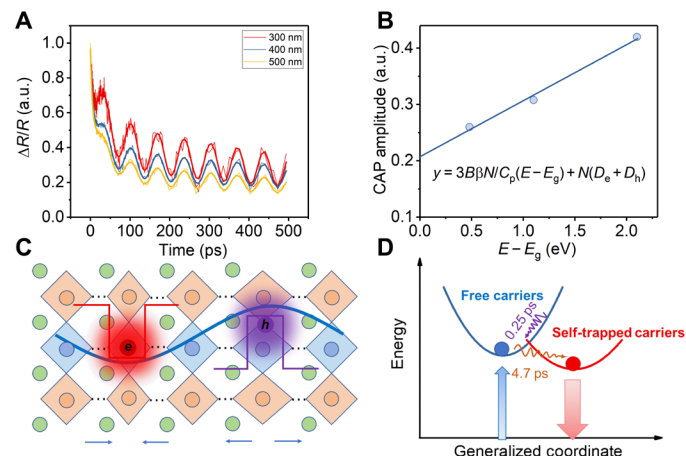 A
300 nm
400 nm
500 nm
1.0
0.8
0.6
0.4
0.2
0.0
ΔR/R (a.u.)
0
100
200
300
400
500
Time (ps)
B
0.4
0.3
0.2
0.1
CAP amplitude (a.u.)
y = 3BβN/Cp(E−Eg)+N(De+Dh)
0.0
0.5
1.0
1.5
2.0
E−Eg (eV)
C
e
h
D
Energy
Free carriers
0.25 ps
Self-trapped carriers
4.7 ps
Generalized coordinate